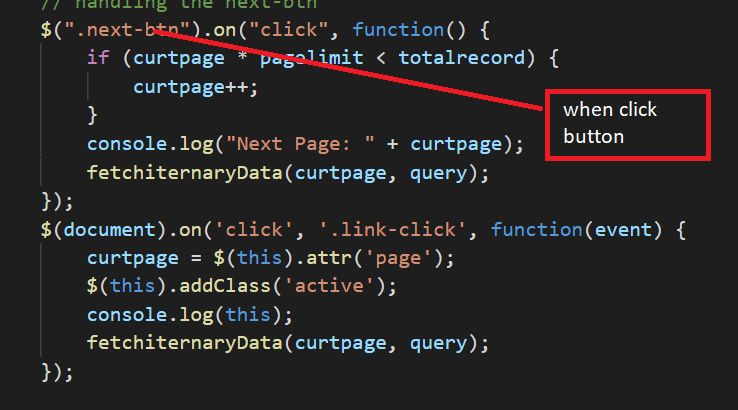 // handling the next-btn
$(".next-btn").on("click", function() {
if (curtpage * pagelimit < totalrecord) {
curtpage++;
}
console.log("Next Page: " + curtpage);
fetchiternaryData(curtpage, query);
});
$(document).on('click', '.link-click', function(event) {
curtpage = $(this).attr('page');
$(this).addClass('active');
console.log(this);
fetchiternaryData(curtpage, query);
});
when click
button